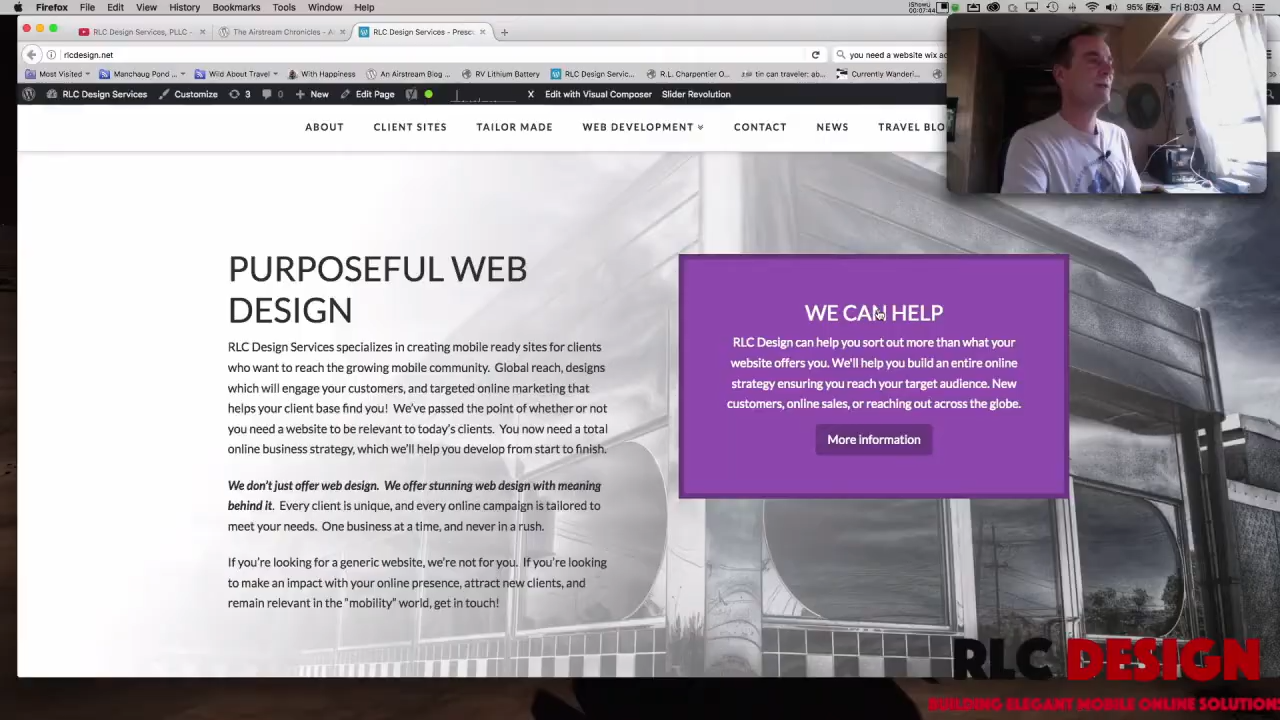 Firefox File Edit View History Bookmarks Tools Window Help
iShowU
00:07:44
95%
Fri 8:03 AM
RLC Design Services, PLLC -
The Airstream Chronicles - A
RLC Design Services - Presc
rlcdesign.net
you need a website wix ad
Most Visited
Manchaug Pond ...
Wild About Travel
With Happiness
An Airstream Blog ...
RV Lithium Battery
RLC Design Servic...
R.L. Charpentier O...
tin can traveler: ab...
Currently Wanderi...
RLC Design Services
Customize
3
0
New
Edit Page
X
Edit with Visual Composer
Slider Revolution
ABOUT
CLIENT SITES
TAILOR MADE
WEB DEVELOPMENT
CONTACT
NEWS
TRAVEL BLO
PURPOSEFUL WEB
DESIGN
RLC Design Services specializes in creating mobile ready sites for clients
who want to reach the growing mobile community. Global reach, designs
which will engage your customers, and targeted online marketing that
helps your client base find you! We've passed the point of whether or not
you need a website to be relevant to today's clients. You now need a total
online business strategy, which we'll help you develop from start to finish.
We don't just offer web design. We offer stunning web design with meaning
behind it. Every client is unique, and every online campaign is tailored to
meet your needs. One business at a time, and never in a rush.
If you're looking for a generic website, we're not for you. If you're looking
to make an impact with your online presence, attract new clients, and
remain relevant in the "mobility" world, get in touch!
WE CAN HELP
RLC Design can help you sort out more than what your
website offers you. We'll help you build an entire online
strategy ensuring you reach your target audience. New
customers, online sales, or reaching out across the globe.
More information
RLC DESIGN
BUILDING ELEGANT MOBILE ONLINE SOLUTION